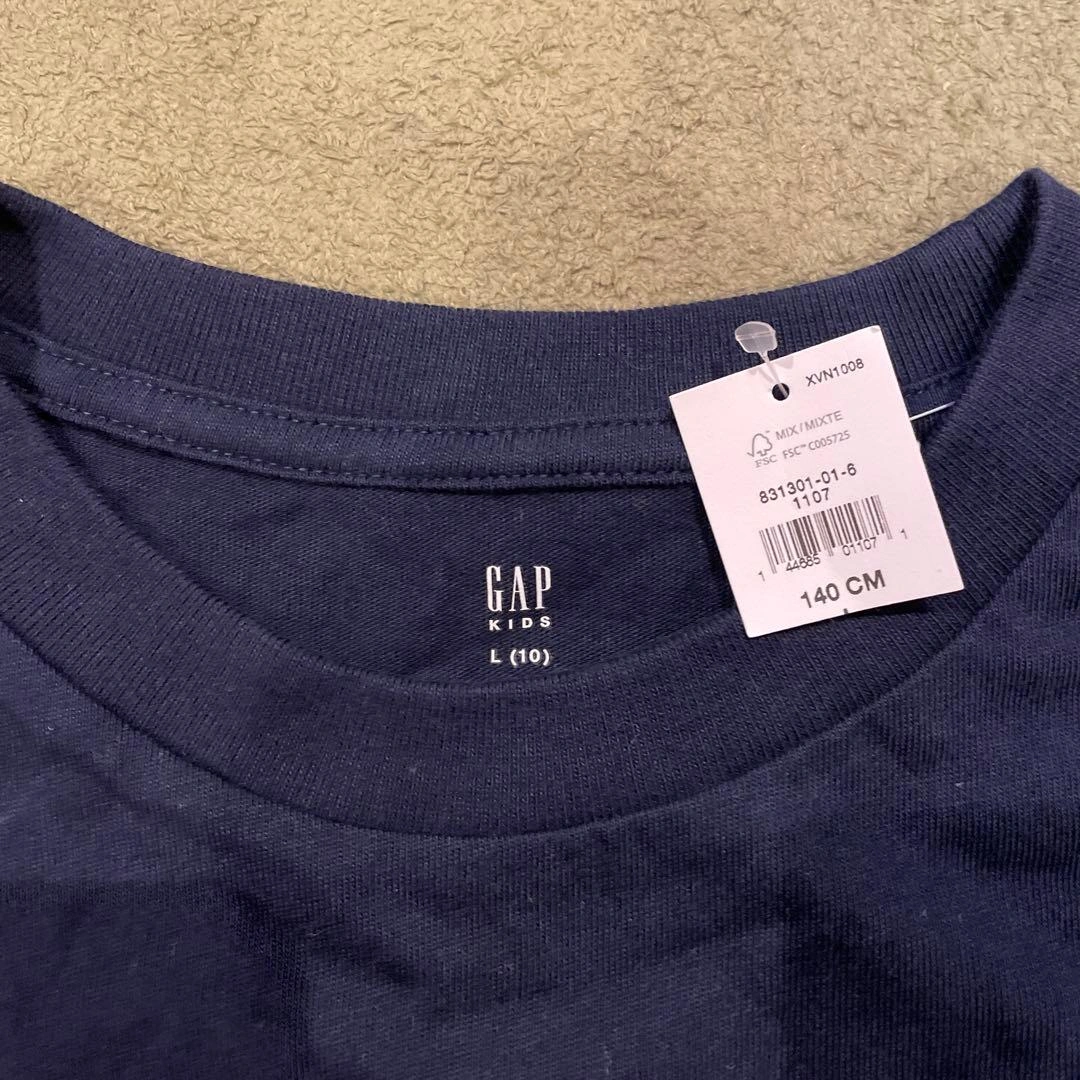 XVN1008
MIX/MIXTE
FSC FSC™ C005725
831301-01-6
1107
1 44665 01107 1
140 CM
GAP
KIDS
L (10)